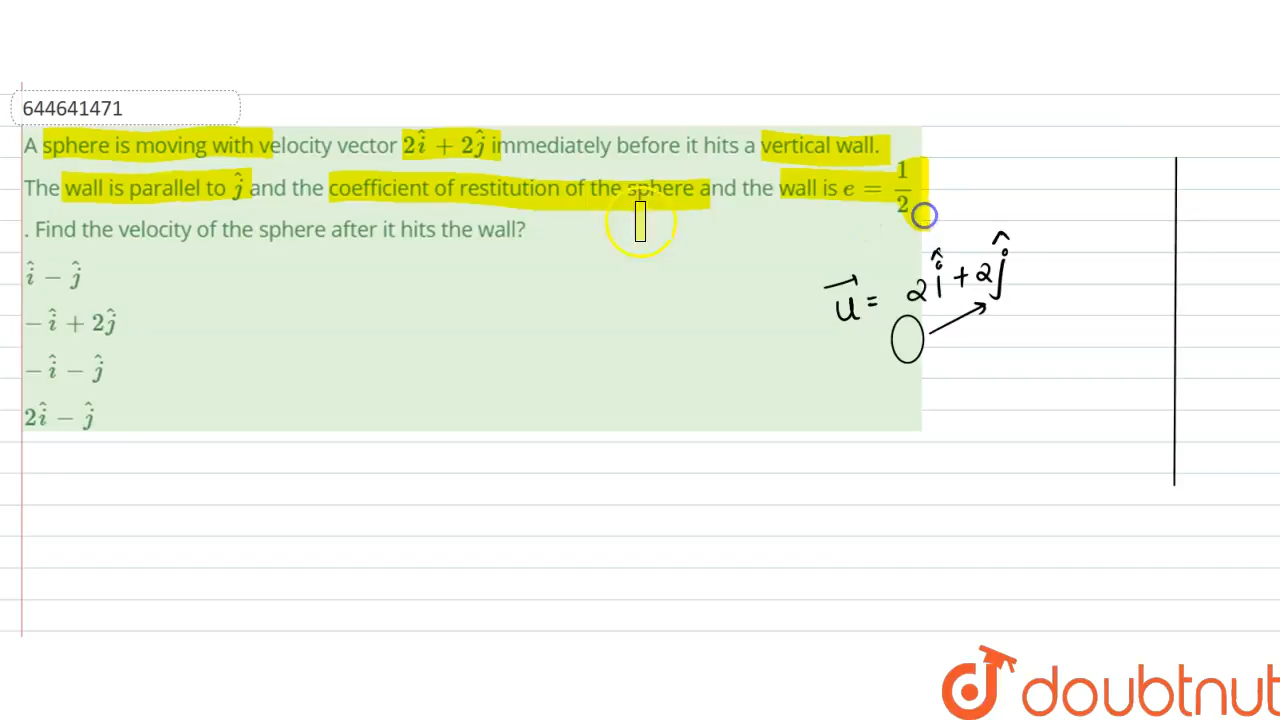 644641471
A sphere is moving with velocity vector 2î + 2ĵ immediately before it hits a vertical wall.
The wall is parallel to ĵ and the coefficient of restitution of the sphere and the wall is e = 1/2
. Find the velocity of the sphere after it hits the wall?
î − ĵ
−î + 2ĵ
−î − ĵ
2î − ĵ
u⃗ = 2î + 2ĵ
doubtnut